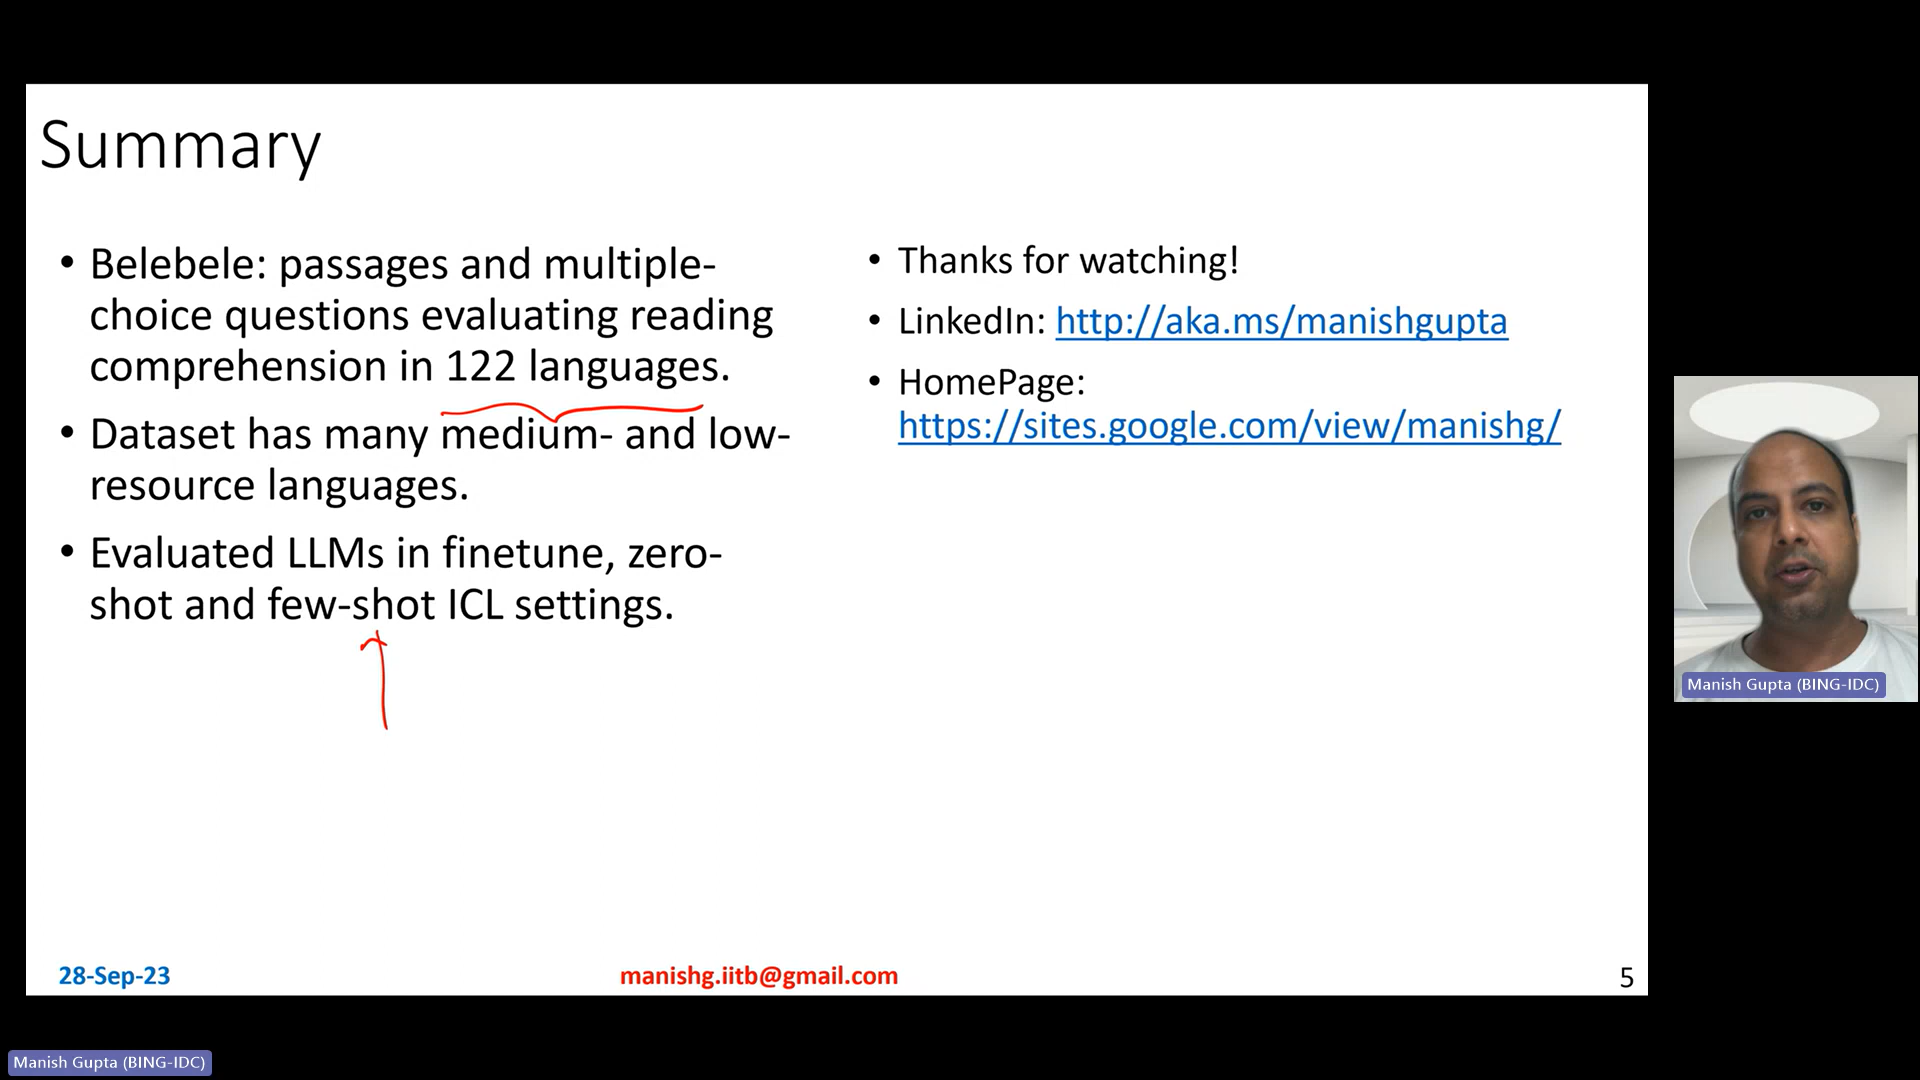 Summary
• Belebele: passages and multiple-
choice questions evaluating reading
comprehension in 122 languages.
• Dataset has many medium- and low-
resource languages.
• Evaluated LLMs in finetune, zero-
shot and few-shot ICL settings.
• Thanks for watching!
• LinkedIn: http://aka.ms/manishgupta
• HomePage:
https://sites.google.com/view/manishg/
Manish Gupta (BING-IDC)
28-Sep-23
manishg.iitb@gmail.com
5
Manish Gupta (BING-IDC)